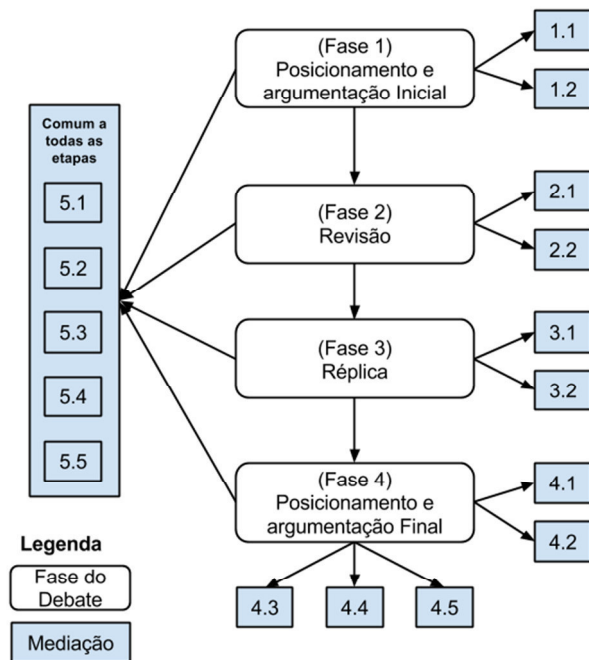 (Fase 1)
Posicionamento e
argumentação Inicial
1.1
1.2
Comum a
todas as
etapas
5.1
5.2
5.3
5.4
5.5
(Fase 2)
Revisão
2.1
2.2
(Fase 3)
Réplica
3.1
3.2
(Fase 4)
Posicionamento e
argumentação Final
4.1
4.2
4.3
4.4
4.5
Legenda
Fase do
Debate
Mediação